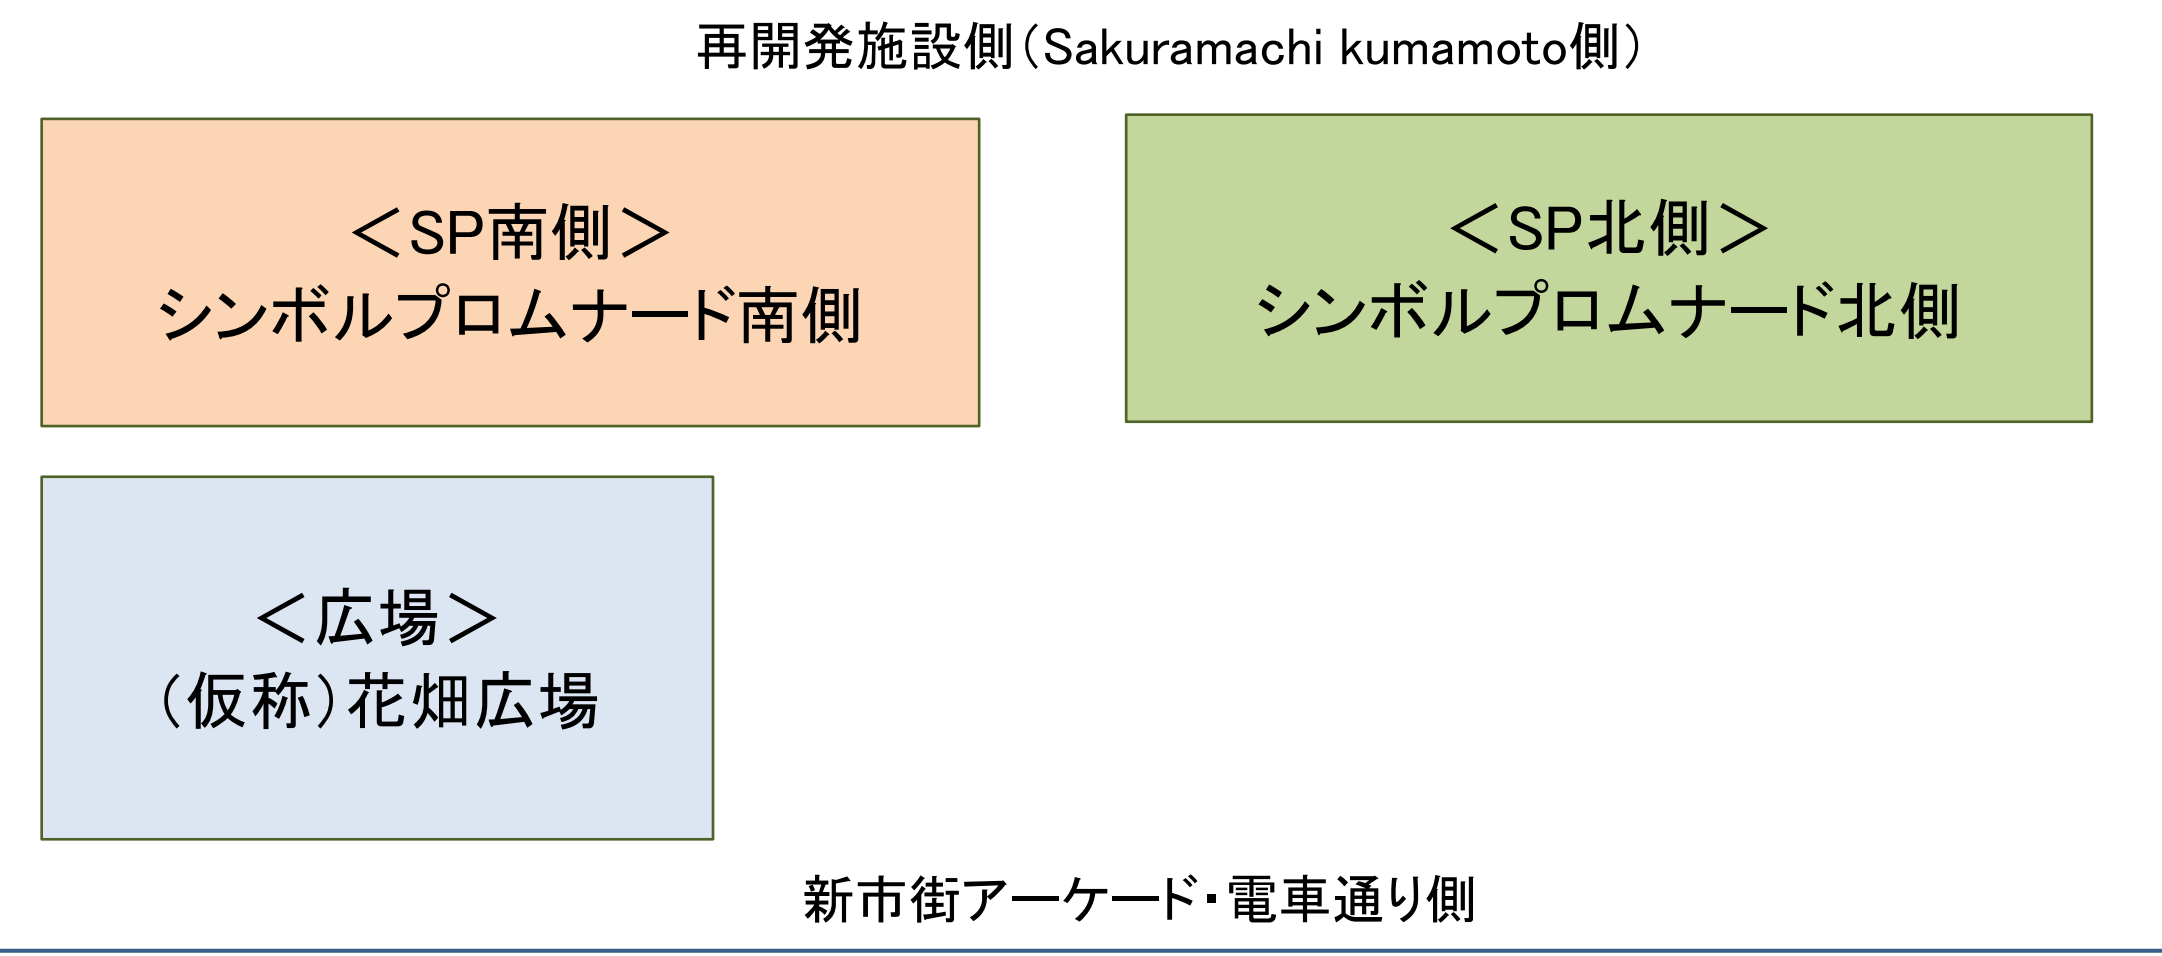 再開発施設側（Sakuramachi kumamoto側）
＜SP南側＞
シンボルプロムナード南側
＜SP北側＞
シンボルプロムナード北側
＜広場＞
（仮称）花畑広場
新市街アーケード・電車通り側